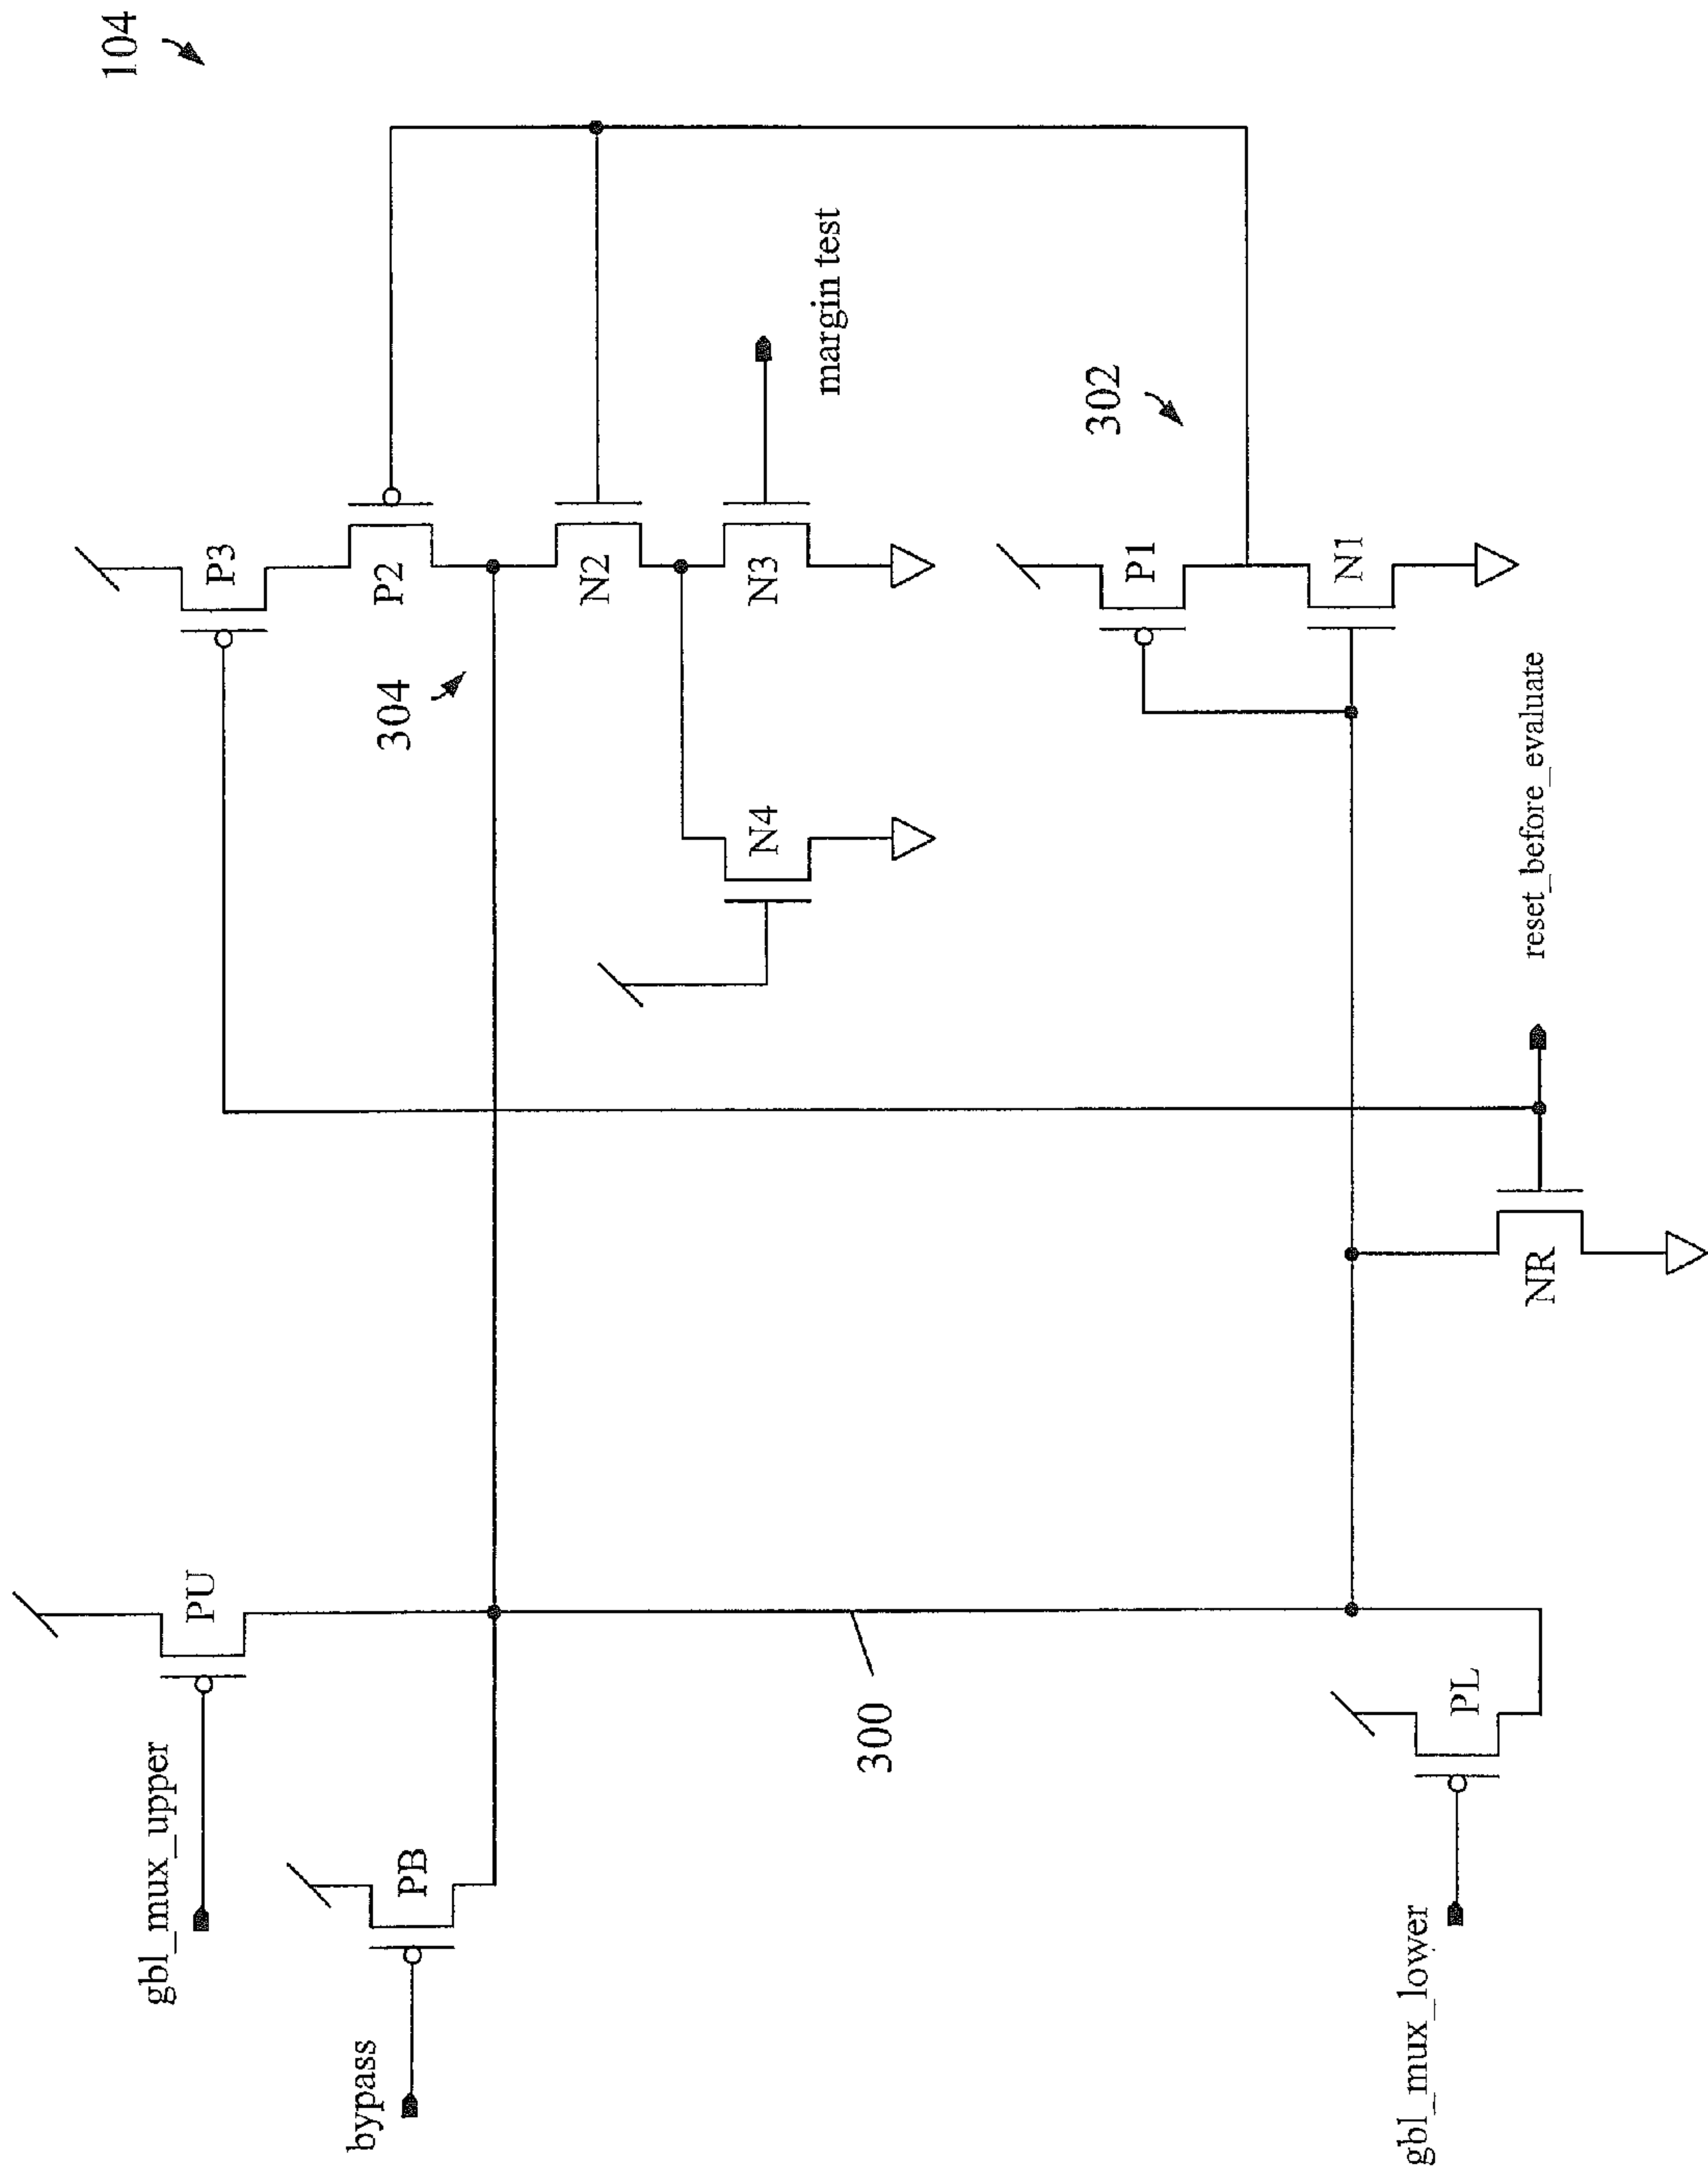 104
gbl_mux_upper
PU
P3
bypass
PB
304
P2
N2
margin test
N4
N3
300
302
P1
N1
gbl_mux_lower
PL
NR
reset_before_evaluate